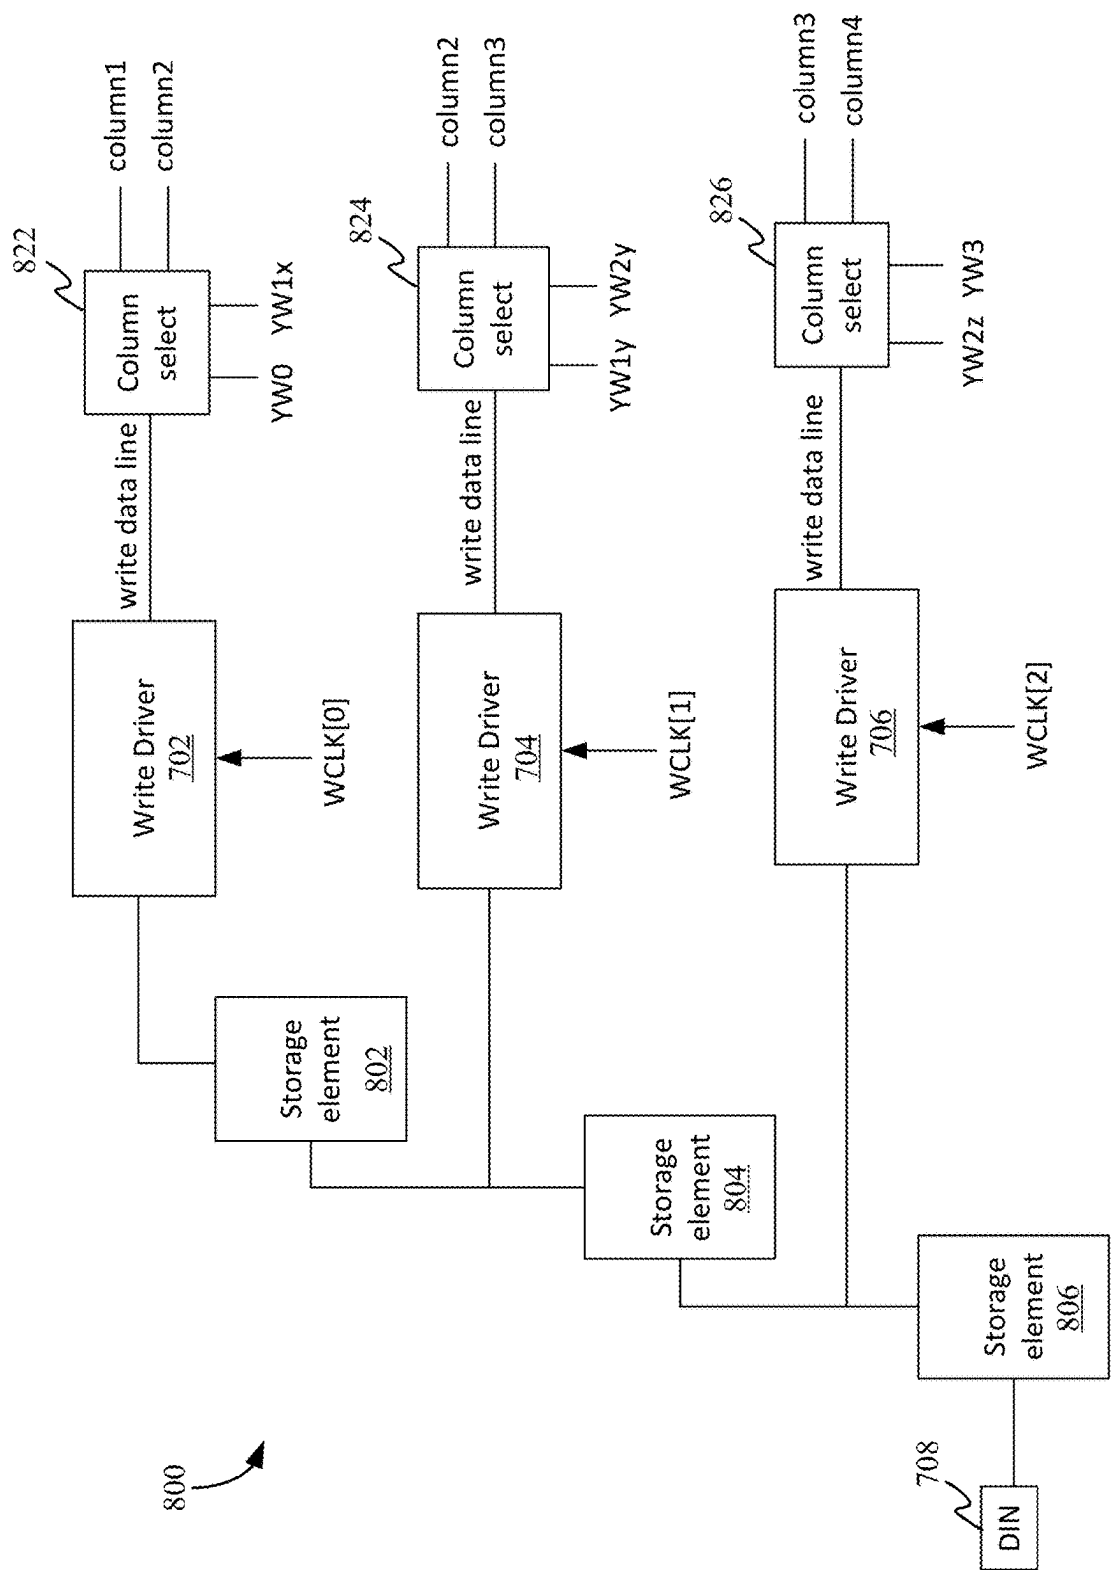 800
DIN
708
Storage
element
806
Storage
element
804
Storage
element
802
Write Driver
702
WCLK[0]
write data line
Column
select
822
YW0
YW1x
column1
column2
Write Driver
704
WCLK[1]
write data line
Column
select
824
YW1y
YW2y
column2
column3
Write Driver
706
WCLK[2]
write data line
Column
select
826
YW2z
YW3
column3
column4